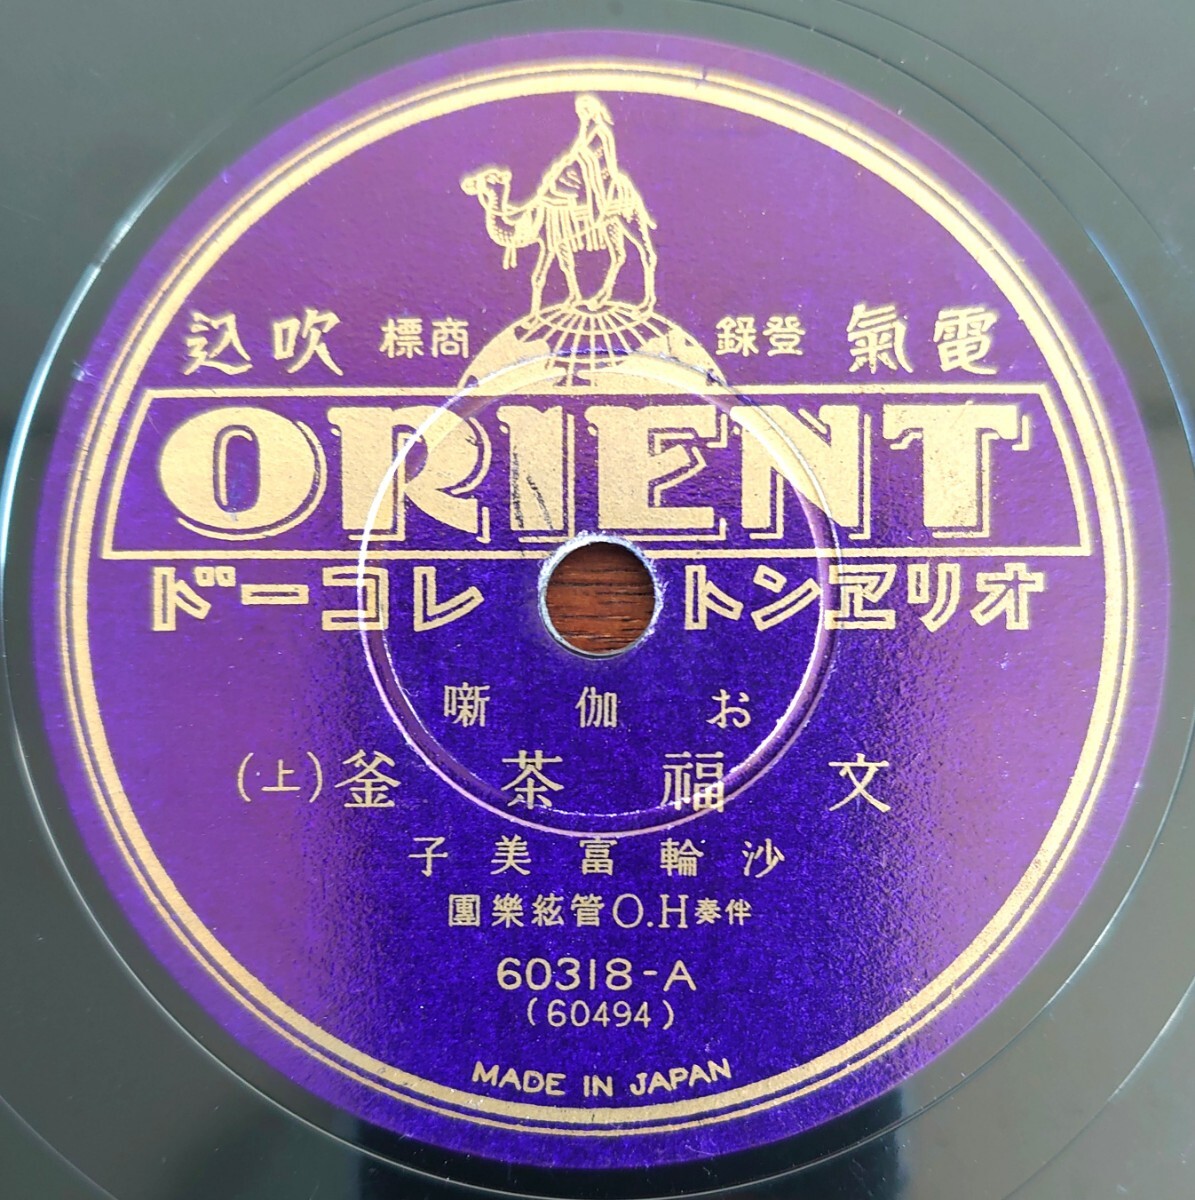 電氣 登錄 商標 吹込
ORIENT
オリヱント レコード
お伽噺
文福茶釜(上)
沙輪富美子
伴奏H.O管絃樂團
60318-A
(60494)
MADE IN JAPAN